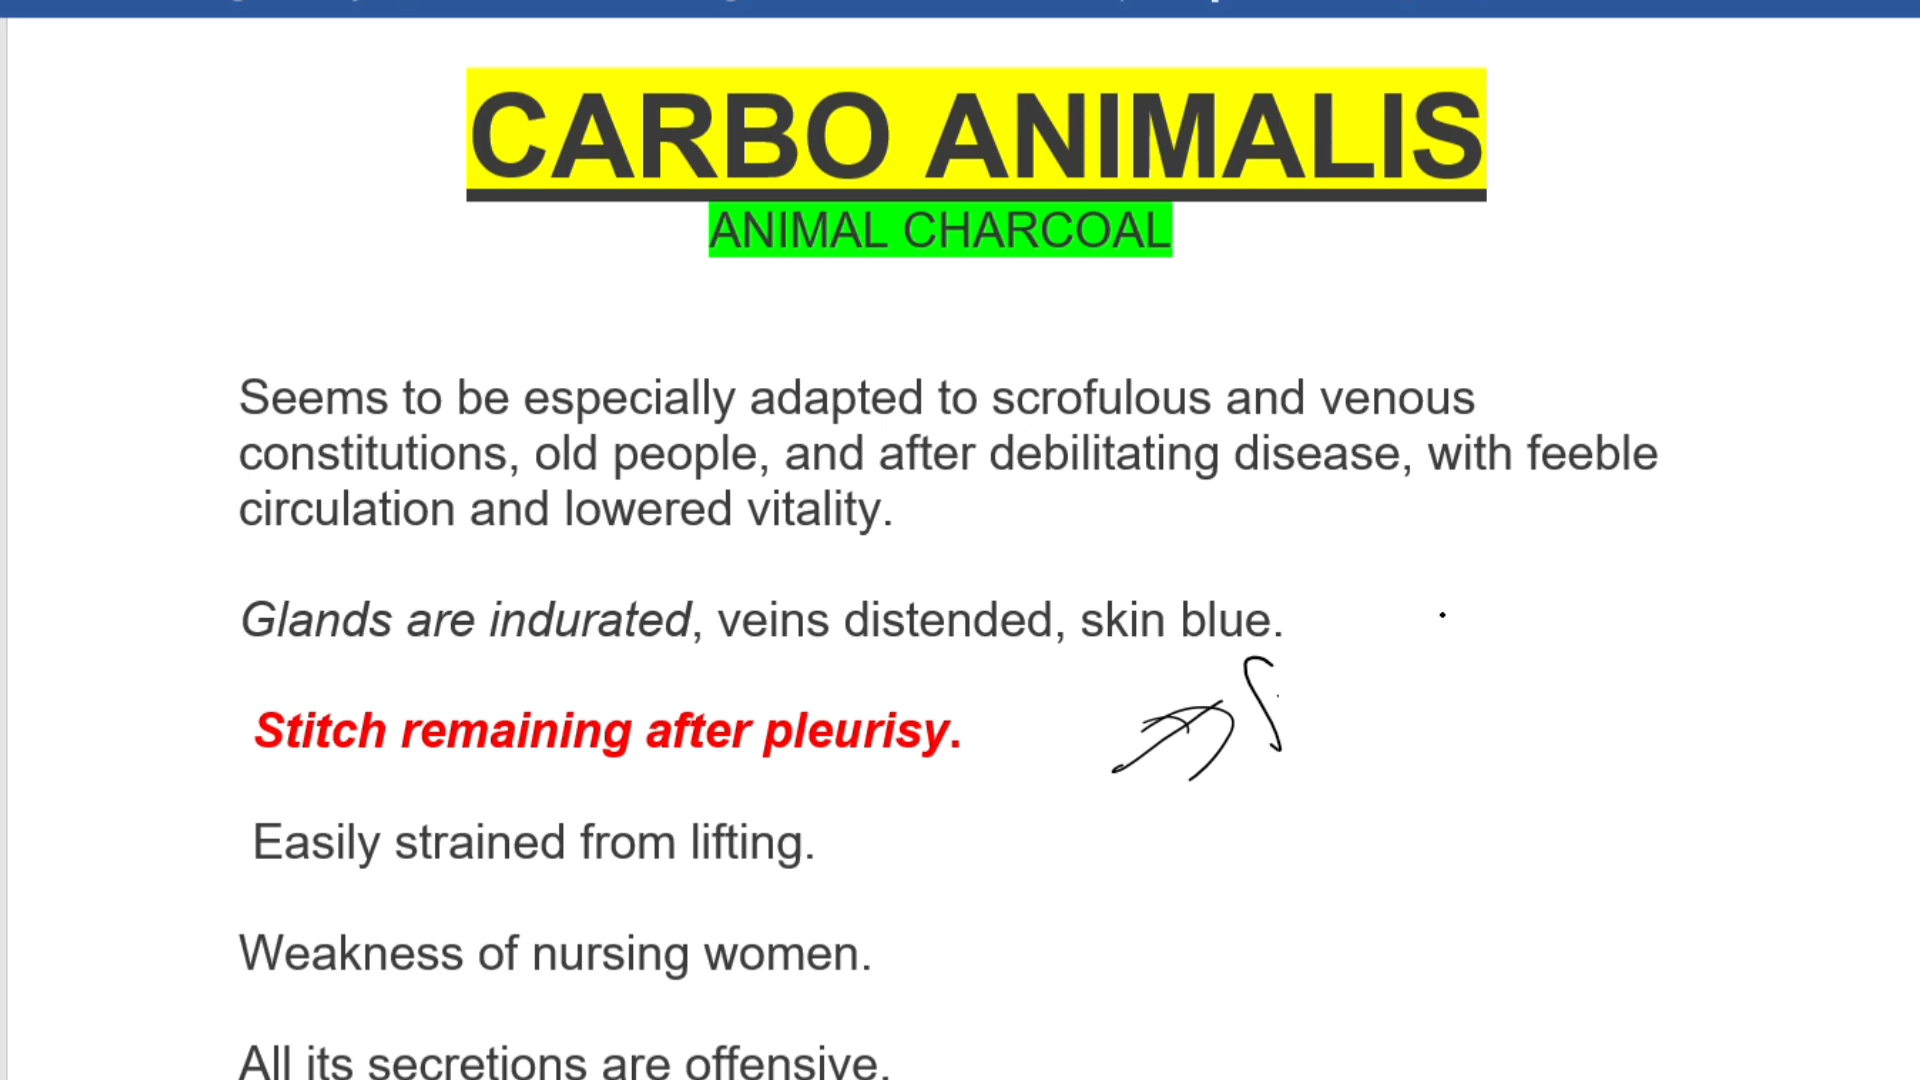 CARBO ANIMALIS
ANIMAL CHARCOAL
Seems to be especially adapted to scrofulous and venous
constitutions, old people, and after debilitating disease, with feeble
circulation and lowered vitality.
Glands are indurated, veins distended, skin blue.
Stitch remaining after pleurisy.
Easily strained from lifting.
Weakness of nursing women.
All its secretions are offensive.